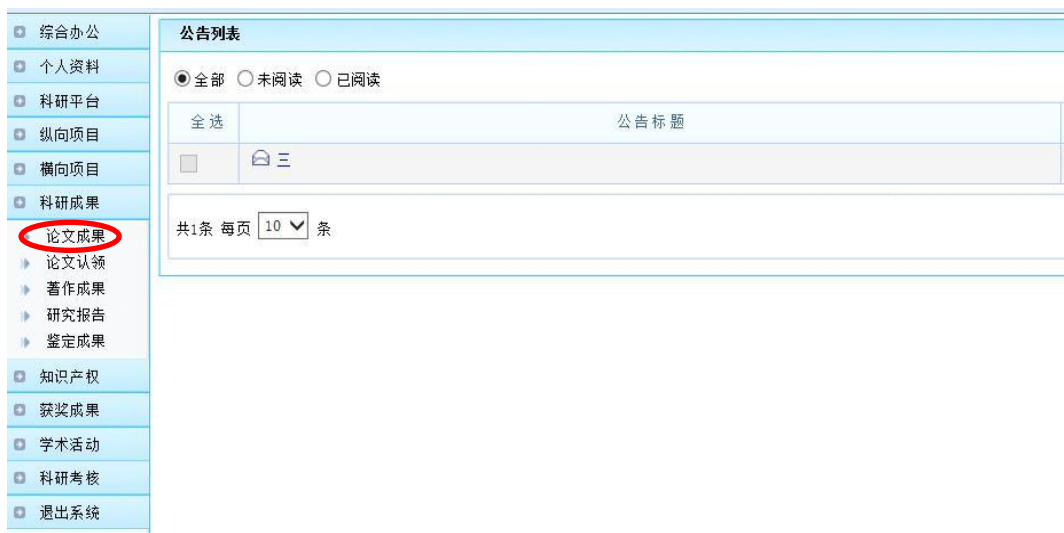 综合办公
个人资料
科研平台
纵向项目
横向项目
科研成果
论文成果
论文认领
著作成果
研究报告
鉴定成果
知识产权
获奖成果
学术活动
科研考核
退出系统
公告列表
全部 未阅读 已阅读
全选 公告标题
三
共1条 每页 10 条